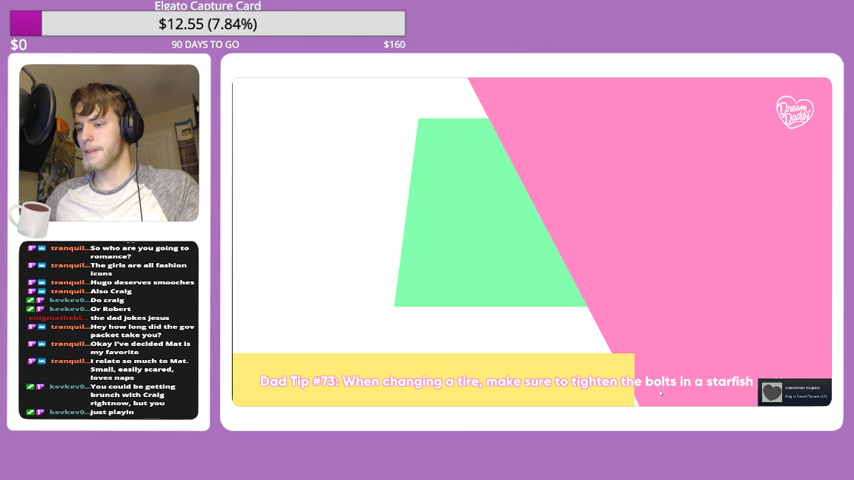 Elgato Capture Card
$12.55 (7.84%)
$0
90 DAYS TO GO
$160
Dream
Daddy
So who are you going to
romance?
tranquil...The girls are all fashion
icons
tranquil...Hugo deserves smooches
tranquil...Also Craig
kevkev0...Do craig
kevkev0...Or Robert
the dad jokes jesus
tranquil...Hey how long did the gov
packet take you?
tranquil...Okay I've decided Mat is
my favorite
tranquil...I relate so much to Mat.
Small, easily scared,
loves naps
kevkev0...You could be getting
brunch with Craig
rightnow, but you
kevkev0...just playin
Dad Tip #73: When changing a tire, make sure to tighten the bolts in a starfish